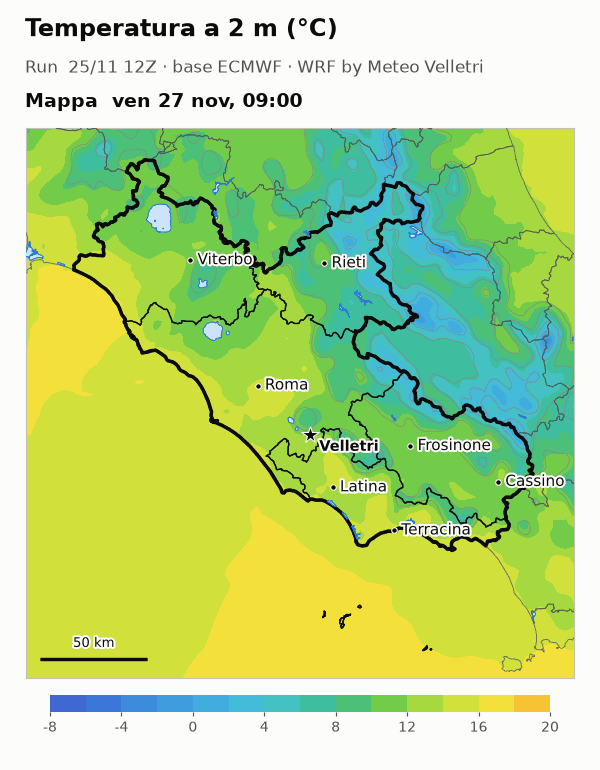 Temperatura a 2 m (°C)
Run  25/11 12Z · base ECMWF · WRF by Meteo Velletri
Mappa  ven 27 nov, 09:00
Viterbo
Rieti
Roma
Velletri
Frosinone
Cassino
Latina
Terracina
50 km
-8 -4 0 4 8 12 16 20